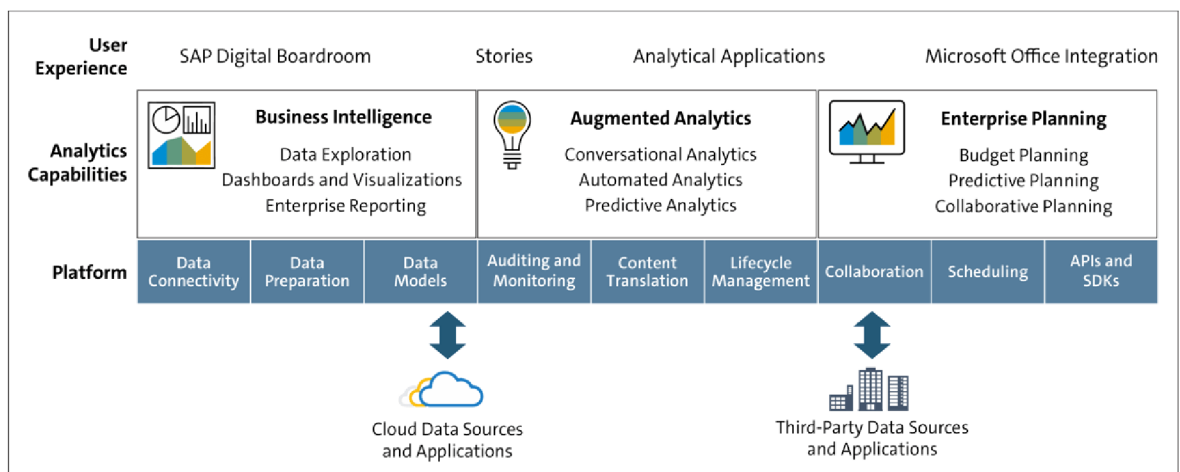 User Experience
SAP Digital Boardroom
Stories
Analytical Applications
Microsoft Office Integration
Analytics Capabilities
Business Intelligence
Data Exploration
Dashboards and Visualizations
Enterprise Reporting
Augmented Analytics
Conversational Analytics
Automated Analytics
Predictive Analytics
Enterprise Planning
Budget Planning
Predictive Planning
Collaborative Planning
Platform
Data
Connectivity
Data
Preparation
Data
Models
Auditing and
Monitoring
Content
Translation
Lifecycle
Management
Collaboration
Scheduling
APIs and
SDKs
Cloud Data Sources
and Applications
Third-Party Data Sources
and Applications